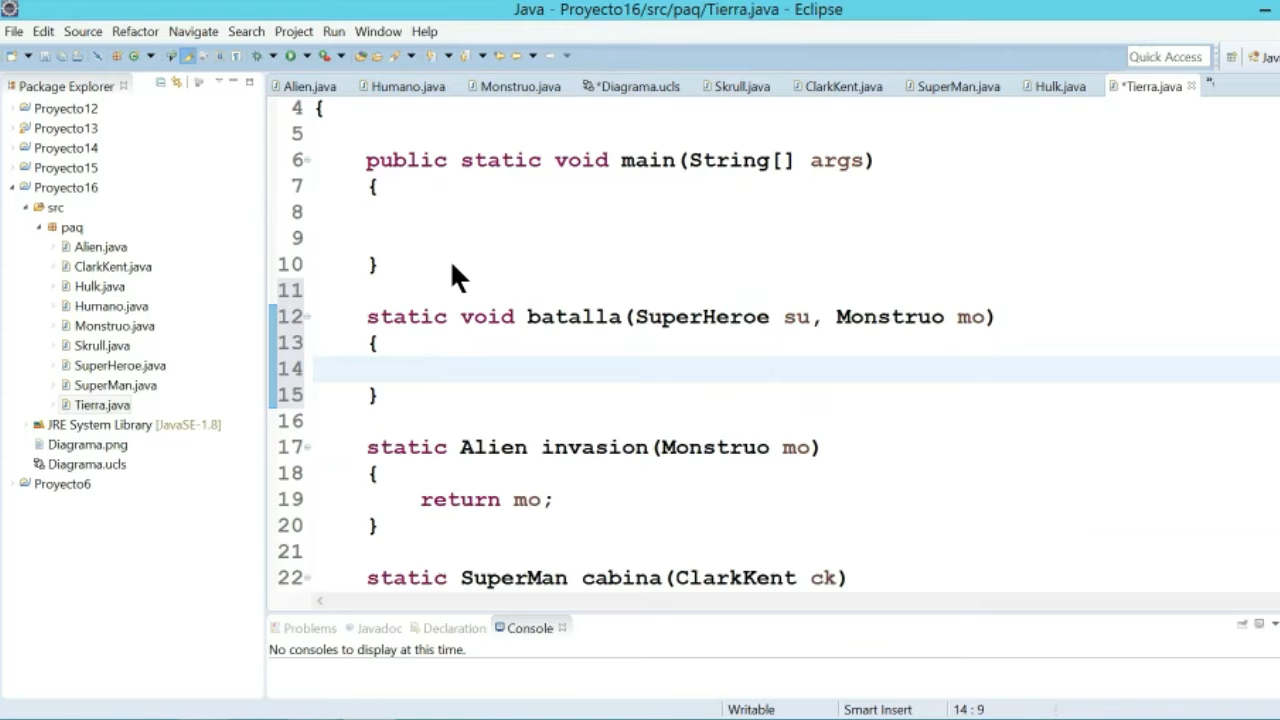 Java - Proyecto16/src/paq/Tierra.java - Eclipse
File Edit Source Refactor Navigate Search Project Run Window Help
Quick Access
Jav
Package Explorer
Alien.java Humano.java Monstruo.java *Diagrama.ucls Skrull.java ClarkKent.java SuperMan.java Hulk.java *Tierra.java
Proyecto12
Proyecto13
Proyecto14
Proyecto15
Proyecto16
src
paq
Alien.java
ClarkKent.java
Hulk.java
Humano.java
Monstruo.java
Skrull.java
SuperHeroe.java
SuperMan.java
Tierra.java
JRE System Library [JavaSE-1.8]
Diagrama.png
Diagrama.ucls
Proyecto6
4 {
5
6 public static void main(String[] args)
7 {
8
9
10 }
11
12 static void batalla(SuperHeroe su, Monstruo mo)
13 {
14
15 }
16
17 static Alien invasion(Monstruo mo)
18 {
19 return mo;
20 }
21
22 static SuperMan cabina(ClarkKent ck)
Problems Javadoc Declaration Console
No consoles to display at this time.
Writable Smart Insert 14 : 9